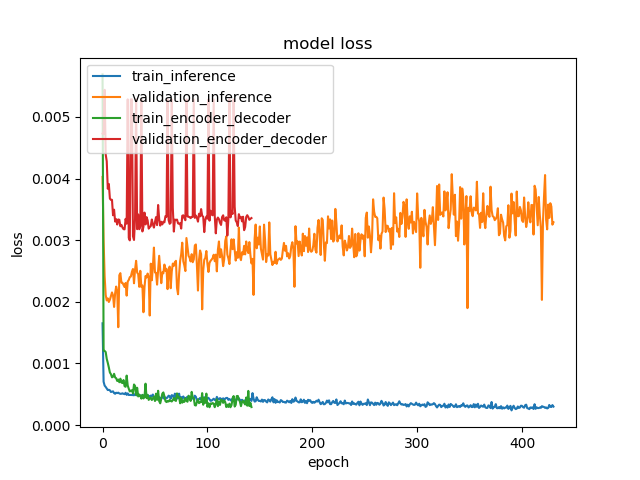 model loss
train_inference
validation_inference
train_encoder_decoder
validation_encoder_decoder
0.005
0.004
0.003
0.002
0.001
0.000
loss
0 100 200 300 400
epoch